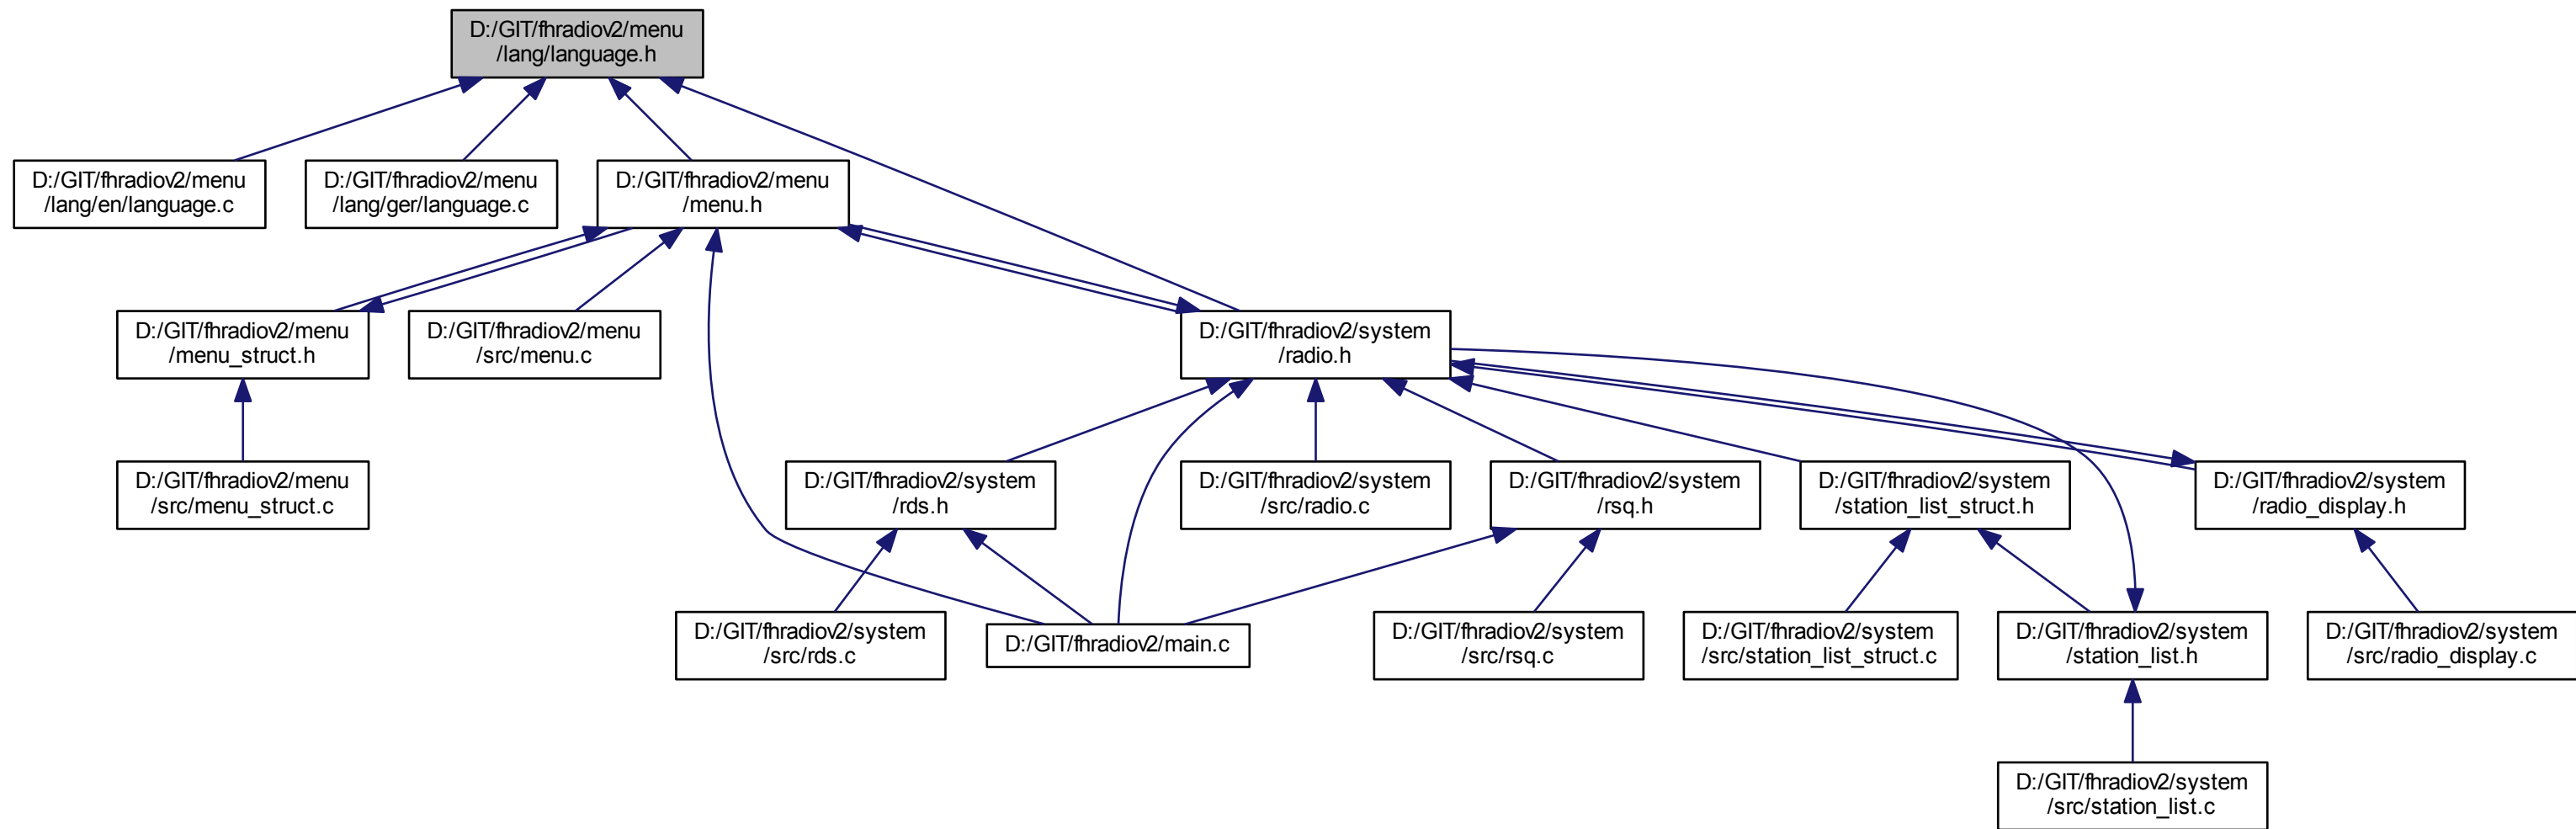 D:/GIT/fhradiov2/menu
/lang/language.h
D:/GIT/fhradiov2/menu
/lang/en/language.c
D:/GIT/fhradiov2/menu
/lang/ger/language.c
D:/GIT/fhradiov2/menu
/menu.h
D:/GIT/fhradiov2/menu
/menu_struct.h
D:/GIT/fhradiov2/menu
/src/menu.c
D:/GIT/fhradiov2/system
/radio.h
D:/GIT/fhradiov2/menu
/src/menu_struct.c
D:/GIT/fhradiov2/system
/rds.h
D:/GIT/fhradiov2/system
/src/radio.c
D:/GIT/fhradiov2/system
/rsq.h
D:/GIT/fhradiov2/system
/station_list_struct.h
D:/GIT/fhradiov2/system
/radio_display.h
D:/GIT/fhradiov2/system
/src/rds.c
D:/GIT/fhradiov2/main.c
D:/GIT/fhradiov2/system
/src/rsq.c
D:/GIT/fhradiov2/system
/src/station_list_struct.c
D:/GIT/fhradiov2/system
/station_list.h
D:/GIT/fhradiov2/system
/src/radio_display.c
D:/GIT/fhradiov2/system
/src/station_list.c